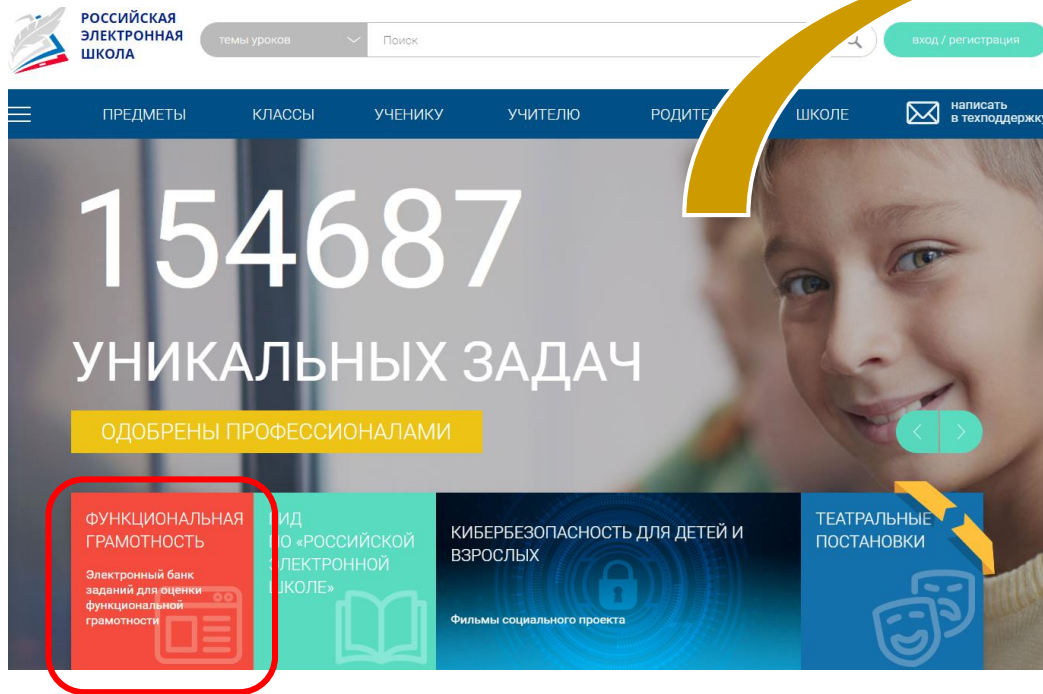 РОССИЙСКАЯ
ЭЛЕКТРОННАЯ
ШКОЛА
темы уроков
Поиск
вход / регистрация
ПРЕДМЕТЫ
КЛАССЫ
УЧЕНИКУ
УЧИТЕЛЮ
РОДИТЕ
ШКОЛЕ
написать
в техподдержку
154687
УНИКАЛЬНЫХ ЗАДАЧ
ОДОБРЕНЫ ПРОФЕССИОНАЛАМИ
ФУНКЦИОНАЛЬНАЯ
ГРАМОТНОСТЬ
Электронный банк
заданий для оценки
функциональной
грамотности
ГИД
ПО «РОССИЙСКОЙ
ЭЛЕКТРОННОЙ
ШКОЛЕ»
КИБЕРБЕЗОПАСНОСТЬ ДЛЯ ДЕТЕЙ И
ВЗРОСЛЫХ
Фильмы социального проекта
ТЕАТРАЛЬНЫЕ
ПОСТАНОВКИ